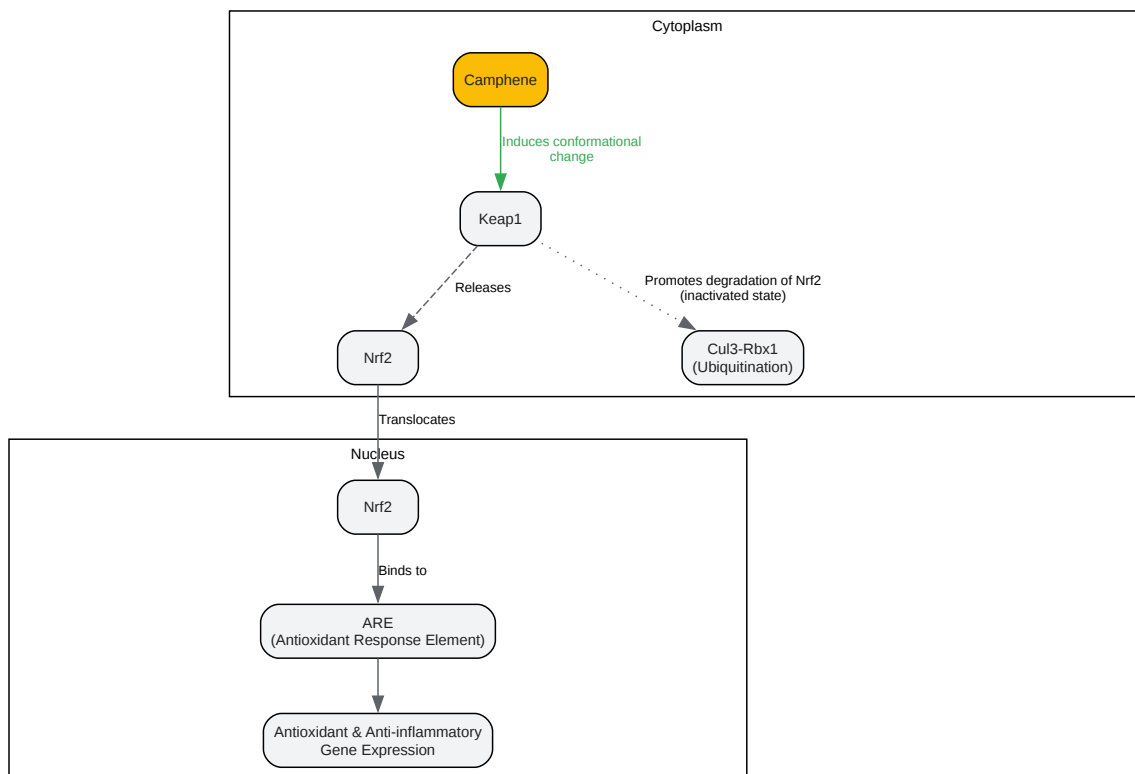 Cytoplasm
Camphene
Induces conformational
change
Keap1
Releases
Promotes degradation of Nrf2
(inactivated state)
Nrf2
Cul3-Rbx1
(Ubiquitination)
Translocates
Nucleus
Nrf2
Binds to
ARE
(Antioxidant Response Element)
Antioxidant & Anti-inflammatory
Gene Expression